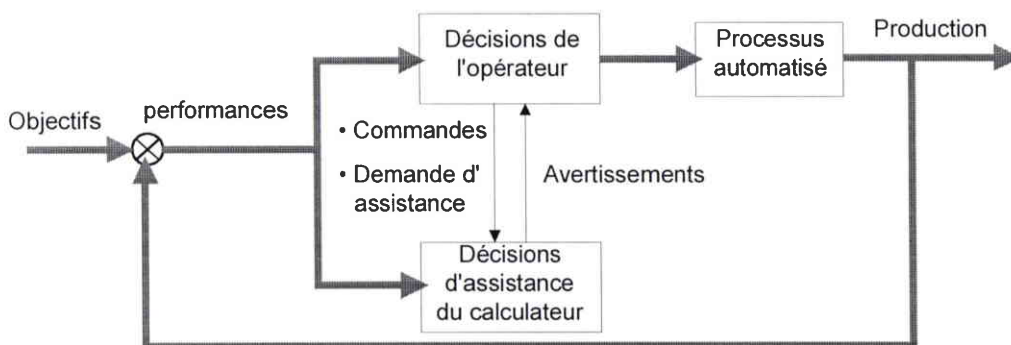 Objectifs
performances
Décisions de
l'opérateur
Processus
automatisé
Production
• Commandes
• Demande d'
assistance
Avertissements
Décisions
d'assistance
du calculateur